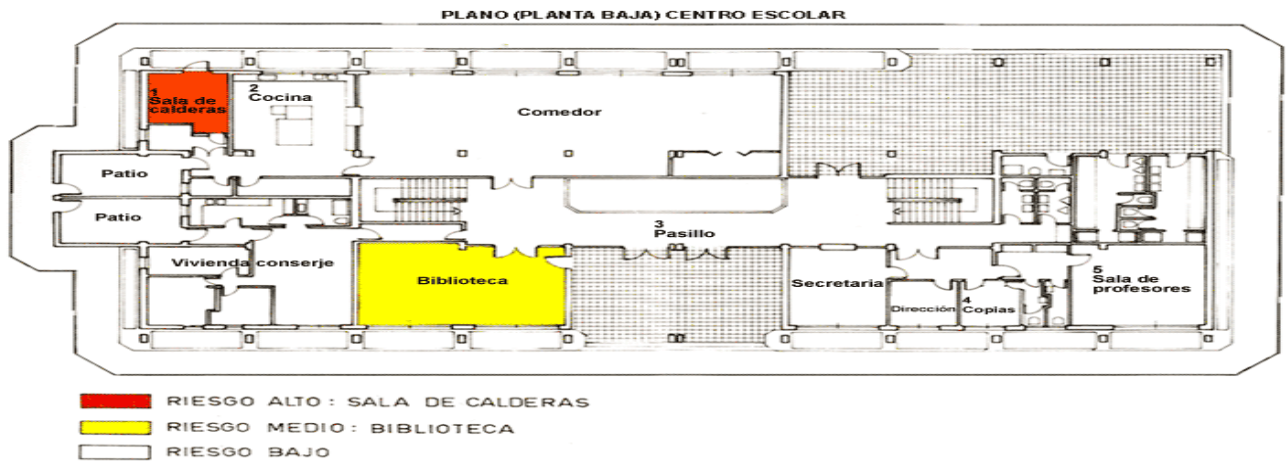 PLANO (PLANTA BAJA) CENTRO ESCOLAR
1
Sala de
calderas
2
Cocina
Comedor
Patio
Patio
3
Pasillo
Vivienda conserje
Biblioteca
Secretaria
Dirección
4
Copias
5
Sala de
profesores
RIESGO ALTO : SALA DE CALDERAS
RIESGO MEDIO : BIBLIOTECA
RIESGO BAJO